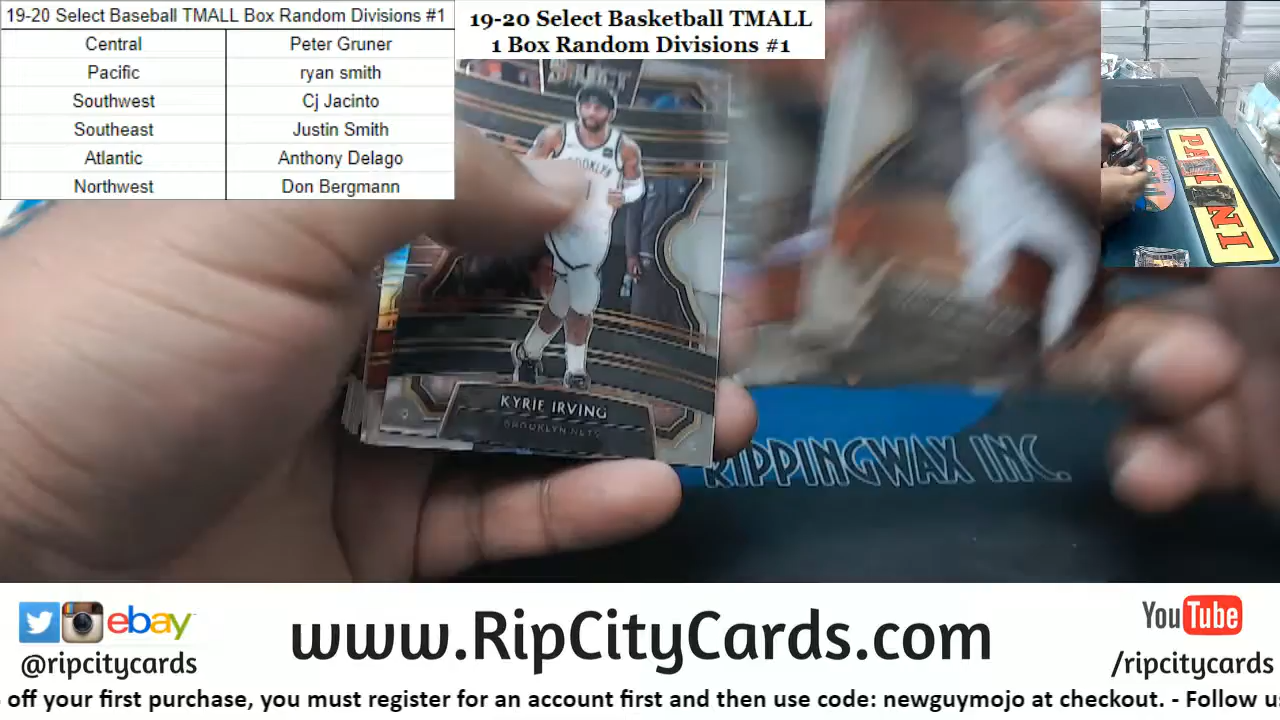 19-20 Select Baseball TMALL Box Random Divisions #1
Central Peter Gruner
Pacific ryan smith
Southwest Cj Jacinto
Southeast Justin Smith
Atlantic Anthony Delago
Northwest Don Bergmann
19-20 Select Basketball TMALL
1 Box Random Divisions #1
SELECT
BROOKLYN
KYRIE IRVING
BROOKLYN NETS
PANINI
RIPPINGWAX INC.
ebay
@ripcitycards
www.RipCityCards.com
YouTube
/ripcitycards
off your first purchase, you must register for an account first and then use code: newguymojo at checkout. - Follow us